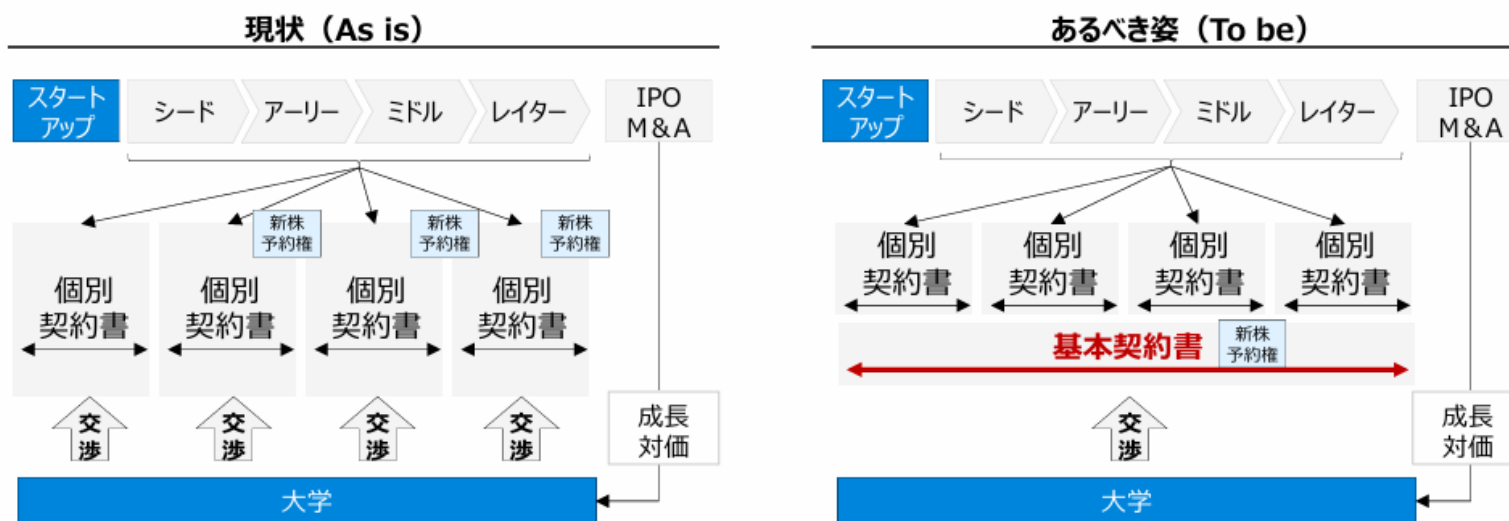 現状（As is）
スタート
アップ
シード
アーリー
ミドル
レイター
IPO
M&A
新株
予約権
新株
予約権
新株
予約権
個別
契約書
個別
契約書
個別
契約書
個別
契約書
交
渉
交
渉
交
渉
交
渉
成長
対価
大学
あるべき姿（To be）
スタート
アップ
シード
アーリー
ミドル
レイター
IPO
M&A
個別
契約書
個別
契約書
個別
契約書
個別
契約書
基本契約書
新株
予約権
交
渉
成長
対価
大学